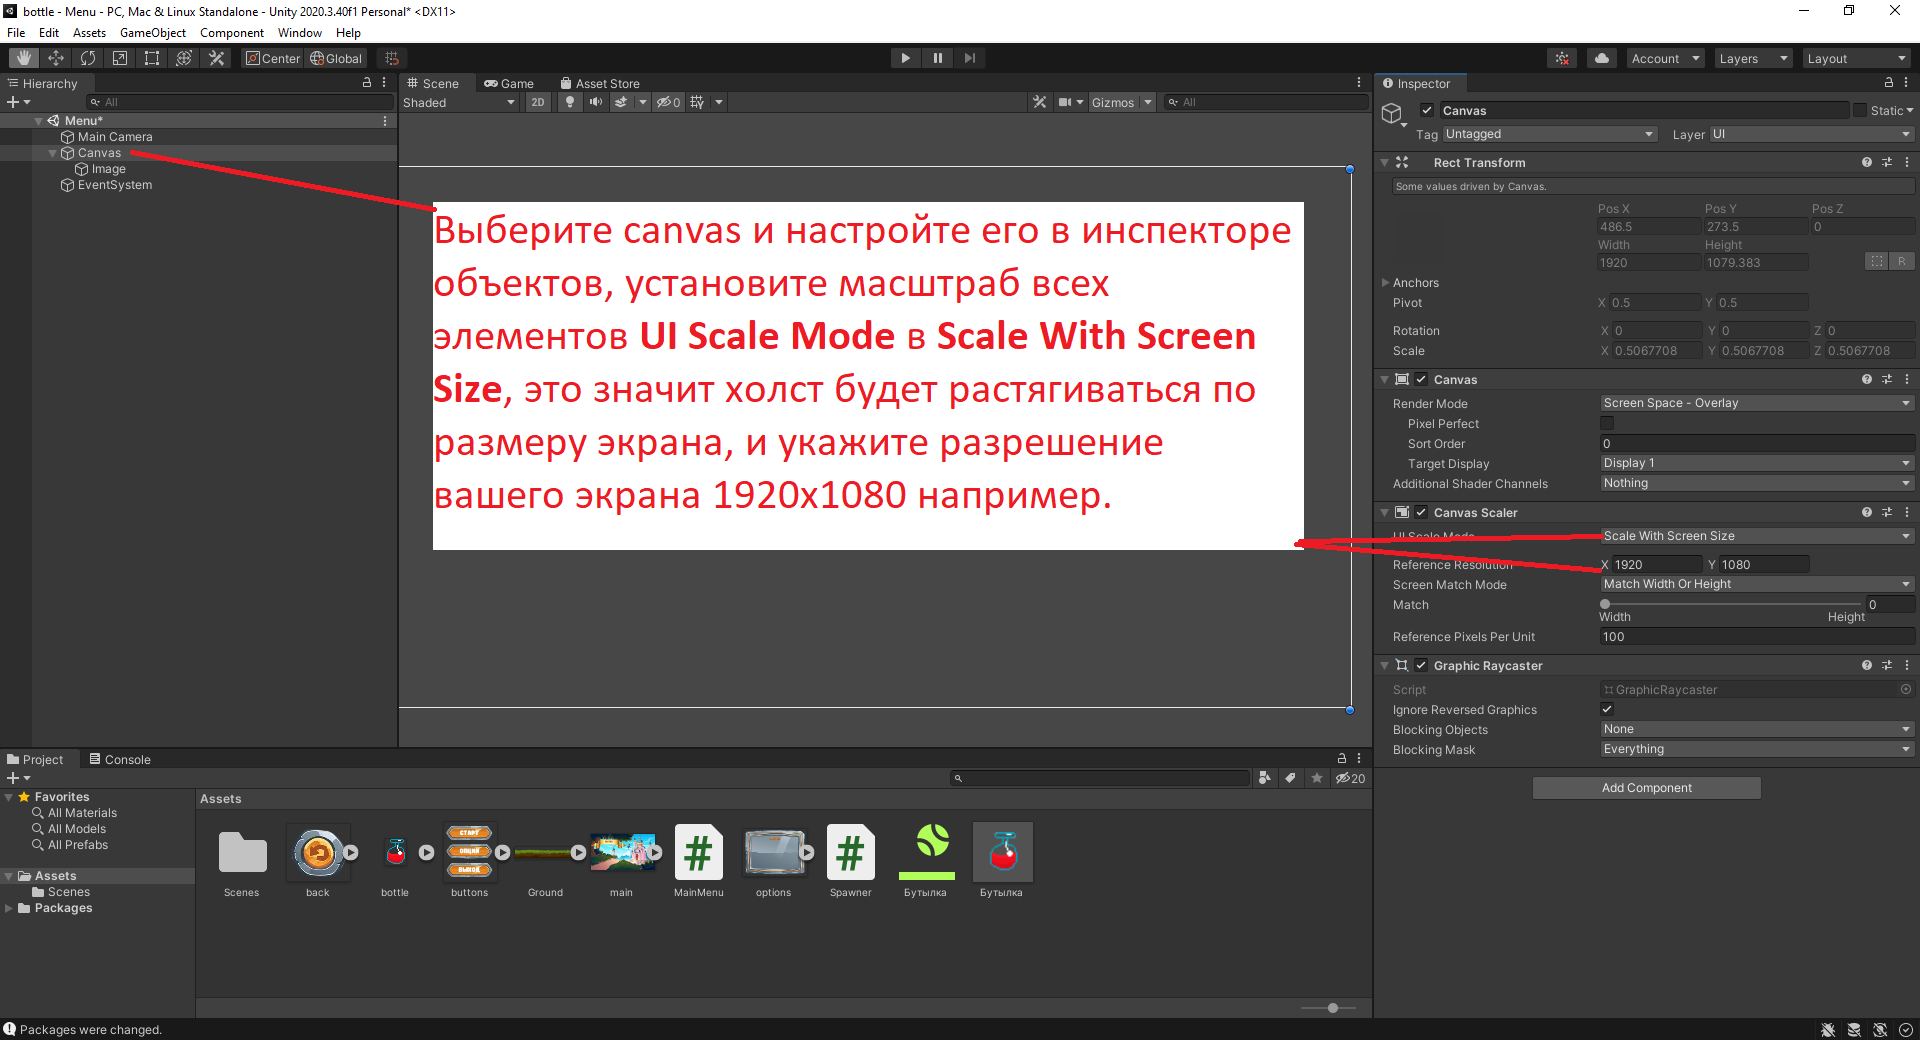 bottle - Menu - PC, Mac & Linux Standalone - Unity 2020.3.40f1 Personal* <DX11>
File Edit Assets GameObject Component Window Help
Center Global Account Layers Layout
Hierarchy
All
Menu*
Main Camera
Canvas
Image
EventSystem
Scene Game Asset Store
Shaded 2D 0 Gizmos All
Выберите canvas и настройте его в инспекторе
объектов, установите масштраб всех
элементов UI Scale Mode в Scale With Screen
Size, это значит холст будет растягиваться по
размеру экрана, и укажите разрешение
вашего экрана 1920x1080 например.
Inspector
Canvas Static
Tag Untagged Layer UI
Rect Transform
Some values driven by Canvas.
Pos X Pos Y Pos Z
486.5 273.5 0
Width Height
1920 1079.383
R
Anchors
Pivot X 0.5 Y 0.5
Rotation X 0 Y 0 Z 0
Scale X 0.5067708 Y 0.5067708 Z 0.5067708
Canvas
Render Mode Screen Space - Overlay
Pixel Perfect
Sort Order 0
Target Display Display 1
Additional Shader Channels Nothing
Canvas Scaler
UI Scale Mode Scale With Screen Size
Reference Resolution X 1920 Y 1080
Screen Match Mode Match Width Or Height
Match 0
Width Height
Reference Pixels Per Unit 100
Graphic Raycaster
Script GraphicRaycaster
Ignore Reversed Graphics
Blocking Objects None
Blocking Mask Everything
Add Component
Project Console
20
Favorites
All Materials
All Models
All Prefabs
Assets
Scenes
Packages
Assets
СТАРТ
ОПЦИИ
ВЫХОД
Scenes back bottle buttons Ground main MainMenu options Spawner Бутылка Бутылка
Packages were changed.